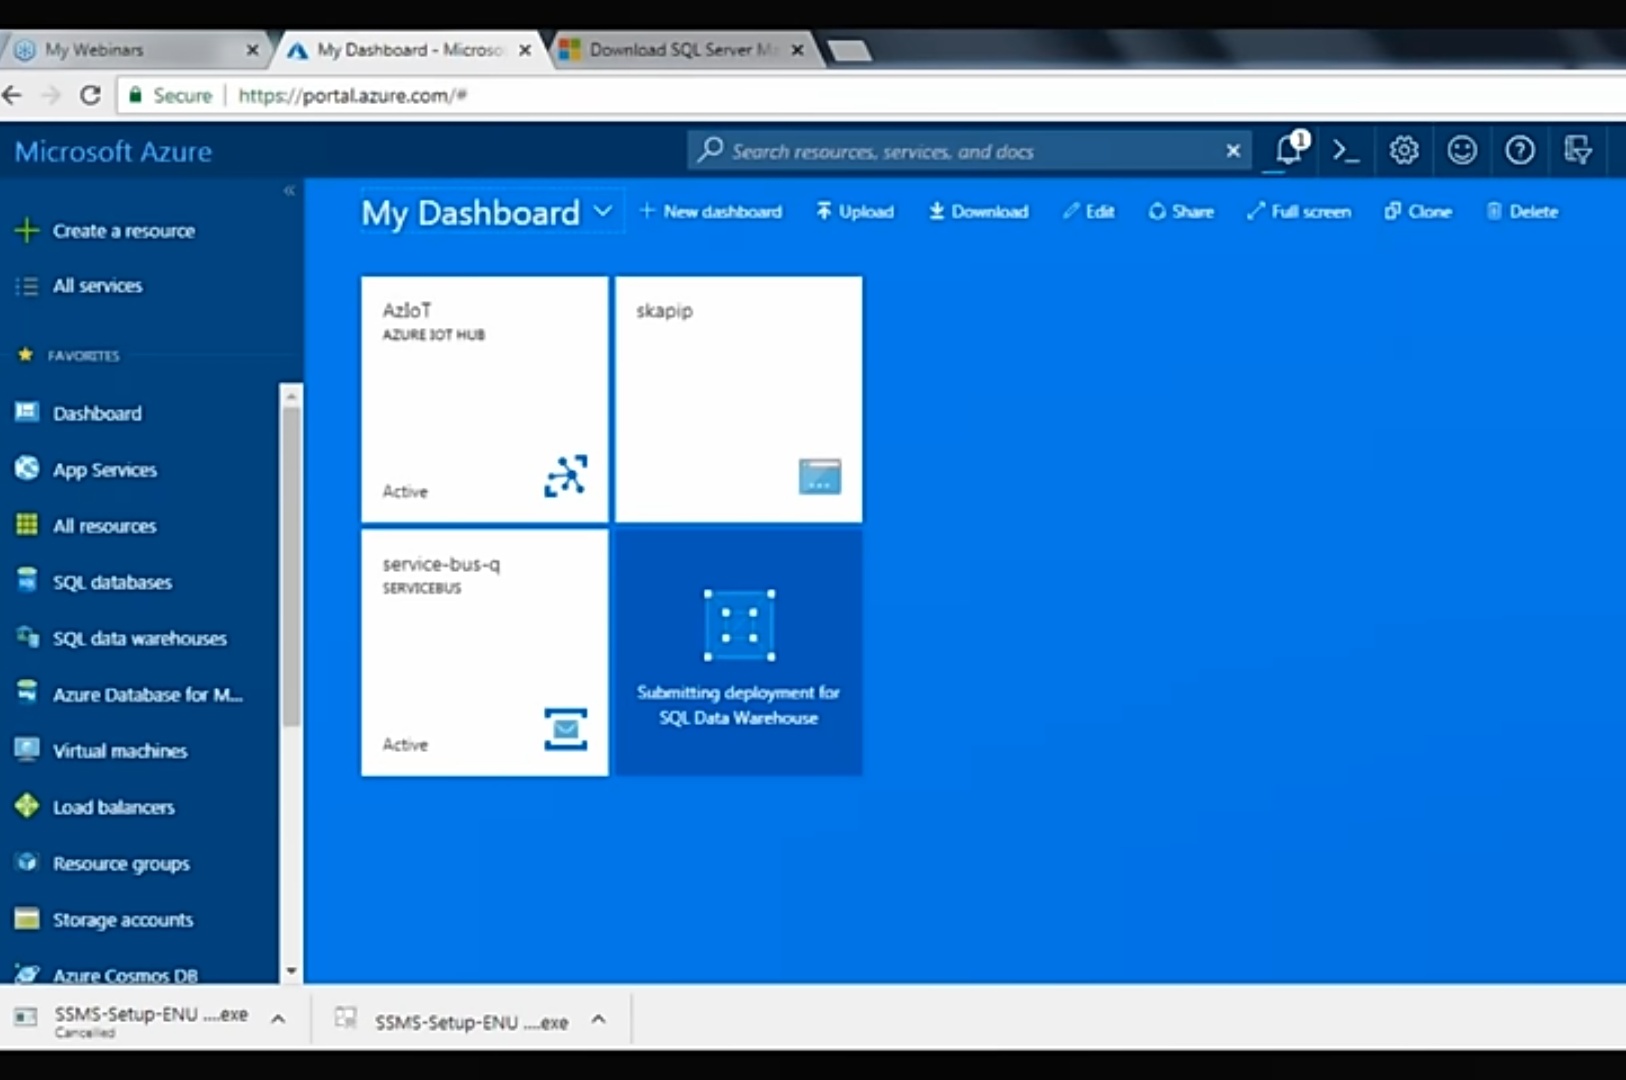 My Webinars
My Dashboard - Microso
Download SQL Server M
Secure
https://portal.azure.com/#
Microsoft Azure
Search resources, services, and docs
1
Create a resource
All services
FAVORITES
Dashboard
App Services
All resources
SQL databases
SQL data warehouses
Azure Database for M...
Virtual machines
Load balancers
Resource groups
Storage accounts
Azure Cosmos DB
My Dashboard
+ New dashboard
Upload
Download
Edit
Share
Full screen
Clone
Delete
AzIoT
AZURE IOT HUB
Active
skapip
service-bus-q
SERVICEBUS
Active
Submitting deployment for
SQL Data Warehouse
SSMS-Setup-ENU ....exe
Cancelled
SSMS-Setup-ENU ....exe